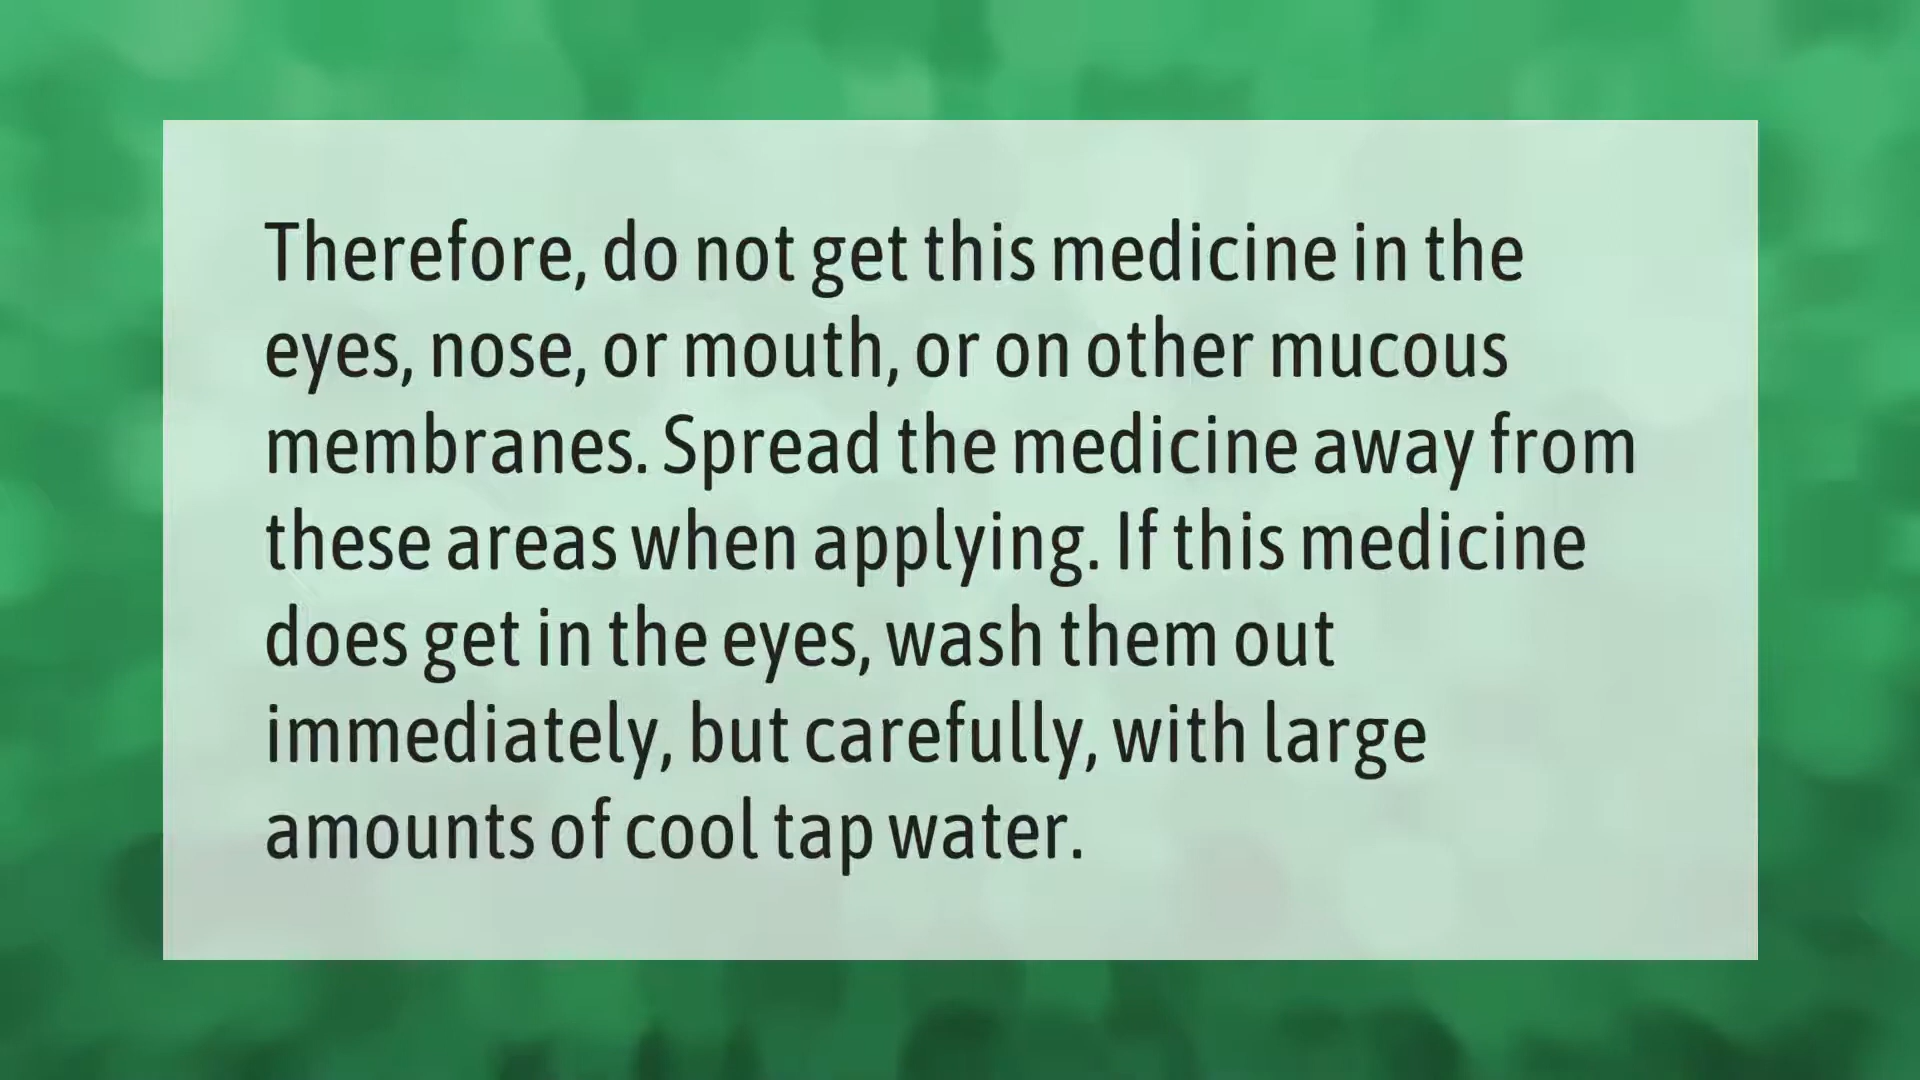 Therefore, do not get this medicine in the
eyes, nose, or mouth, or on other mucous
membranes. Spread the medicine away from
these areas when applying. If this medicine
does get in the eyes, wash them out
immediately, but carefully, with large
amounts of cool tap water.